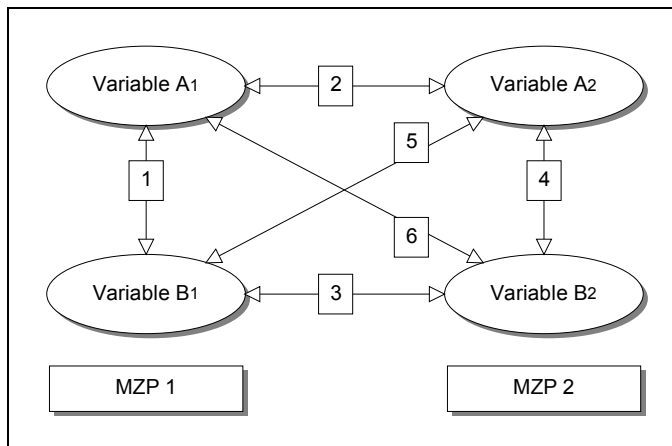 Variable A1
2
Variable A2
5
1
4
6
Variable B1
3
Variable B2
MZP 1
MZP 2